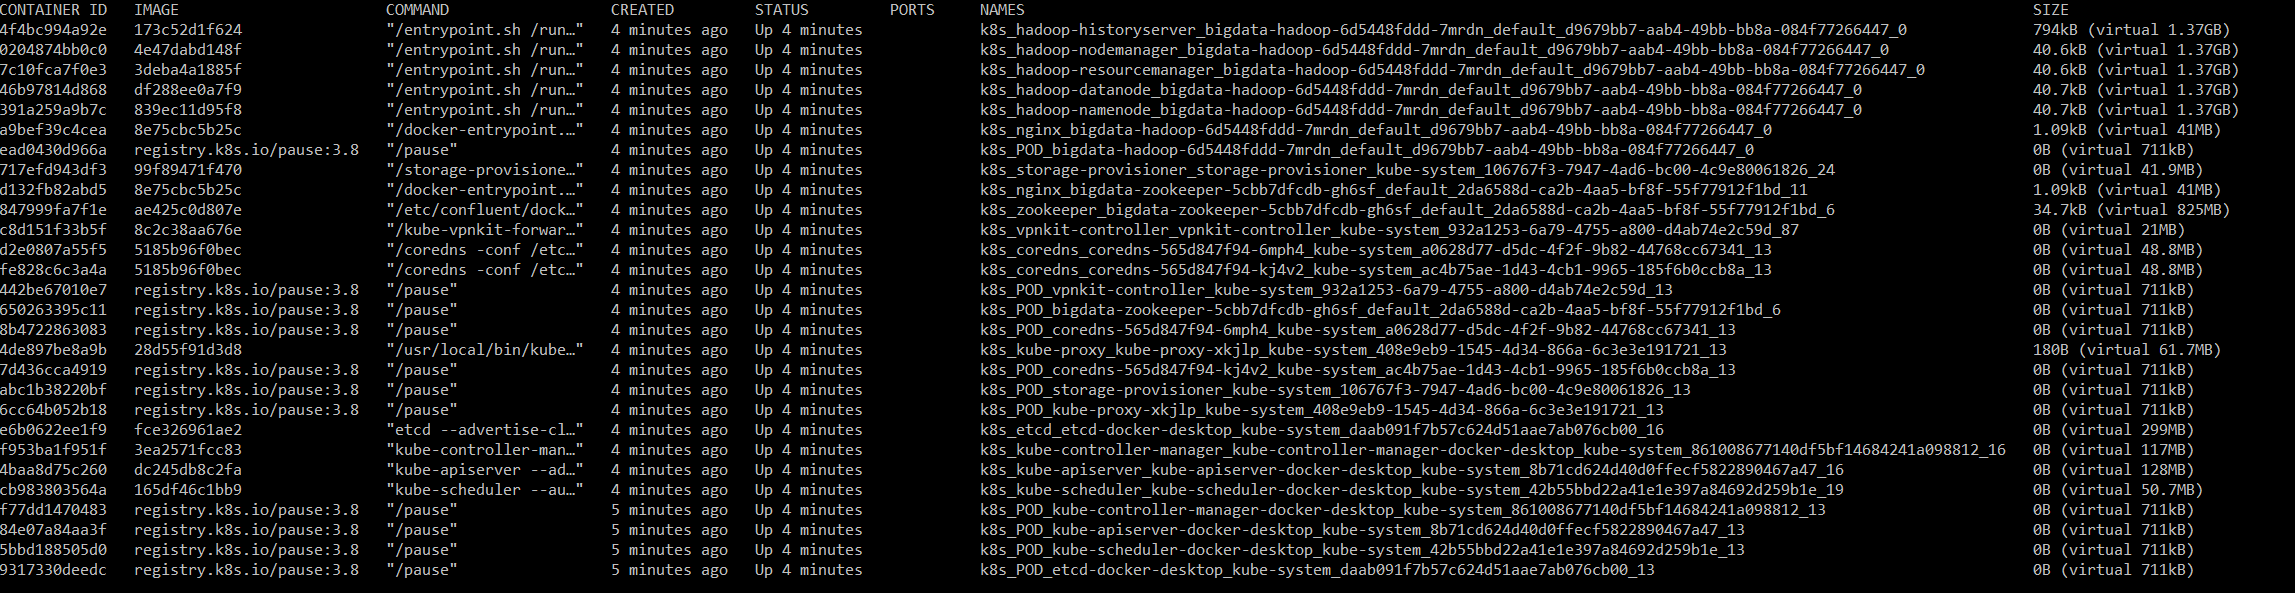 CONTAINER ID   IMAGE                      COMMAND                  CREATED         STATUS         PORTS     NAMES                                                                                                               SIZE
4f4bc994a92e   173c52d1f624               "/entrypoint.sh /run…"   4 minutes ago   Up 4 minutes             k8s_hadoop-historyserver_bigdata-hadoop-6d5448fddd-7mrdn_default_d9679bb7-aab4-49bb-bb8a-084f77266447_0              794kB (virtual 1.37GB)
0204874bb0c0   4e47dabd148f               "/entrypoint.sh /run…"   4 minutes ago   Up 4 minutes             k8s_hadoop-nodemanager_bigdata-hadoop-6d5448fddd-7mrdn_default_d9679bb7-aab4-49bb-bb8a-084f77266447_0                40.6kB (virtual 1.37GB)
7c10fca7f0e3   3deba4a1885f               "/entrypoint.sh /run…"   4 minutes ago   Up 4 minutes             k8s_hadoop-resourcemanager_bigdata-hadoop-6d5448fddd-7mrdn_default_d9679bb7-aab4-49bb-bb8a-084f77266447_0            40.6kB (virtual 1.37GB)
46b97814d868   df288ee0a7f9               "/entrypoint.sh /run…"   4 minutes ago   Up 4 minutes             k8s_hadoop-datanode_bigdata-hadoop-6d5448fddd-7mrdn_default_d9679bb7-aab4-49bb-bb8a-084f77266447_0                   40.7kB (virtual 1.37GB)
391a259a9b7c   839ec11d95f8               "/entrypoint.sh /run…"   4 minutes ago   Up 4 minutes             k8s_hadoop-namenode_bigdata-hadoop-6d5448fddd-7mrdn_default_d9679bb7-aab4-49bb-bb8a-084f77266447_0                   40.7kB (virtual 1.37GB)
a9bef39c4cea   8e75cbc5b25c               "/docker-entrypoint.…"   4 minutes ago   Up 4 minutes             k8s_nginx_bigdata-hadoop-6d5448fddd-7mrdn_default_d9679bb7-aab4-49bb-bb8a-084f77266447_0                             1.09kB (virtual 41MB)
ead0430d966a   registry.k8s.io/pause:3.8   "/pause"                 4 minutes ago   Up 4 minutes             k8s_POD_bigdata-hadoop-6d5448fddd-7mrdn_default_d9679bb7-aab4-49bb-bb8a-084f77266447_0                               0B (virtual 711kB)
717efd943df3   99f89471f470               "/storage-provisione…"   4 minutes ago   Up 4 minutes             k8s_storage-provisioner_storage-provisioner_kube-system_106767f3-7947-4ad6-bc00-4c9e80061826_24                      0B (virtual 41.9MB)
d132fb82abd5   8e75cbc5b25c               "/docker-entrypoint.…"   4 minutes ago   Up 4 minutes             k8s_nginx_bigdata-zookeeper-5cbb7dfcdb-gh6sf_default_2da6588d-ca2b-4aa5-bf8f-55f77912f1bd_11                         1.09kB (virtual 41MB)
847999fa7f1e   ae425c0d807e               "/etc/confluent/dock…"   4 minutes ago   Up 4 minutes             k8s_zookeeper_bigdata-zookeeper-5cbb7dfcdb-gh6sf_default_2da6588d-ca2b-4aa5-bf8f-55f77912f1bd_6                      34.7kB (virtual 825MB)
c8d151f33b5f   8c2c38aa676e               "/kube-vpnkit-forwar…"   4 minutes ago   Up 4 minutes             k8s_vpnkit-controller_vpnkit-controller_kube-system_932a1253-6a79-4755-a800-d4ab74e2c59d_87                          0B (virtual 21MB)
d2e0807a55f5   5185b96f0bec               "/coredns -conf /etc…"   4 minutes ago   Up 4 minutes             k8s_coredns_coredns-565d847f94-6mph4_kube-system_a0628d77-d5dc-4f2f-9b82-44768cc67341_13                             0B (virtual 48.8MB)
fe828c6c3a4a   5185b96f0bec               "/coredns -conf /etc…"   4 minutes ago   Up 4 minutes             k8s_coredns_coredns-565d847f94-kj4v2_kube-system_ac4b75ae-1d43-4cb1-9965-185f6b0ccb8a_13                             0B (virtual 48.8MB)
442be67010e7   registry.k8s.io/pause:3.8   "/pause"                 4 minutes ago   Up 4 minutes             k8s_POD_vpnkit-controller_kube-system_932a1253-6a79-4755-a800-d4ab74e2c59d_13                                        0B (virtual 711kB)
650263395c11   registry.k8s.io/pause:3.8   "/pause"                 4 minutes ago   Up 4 minutes             k8s_POD_bigdata-zookeeper-5cbb7dfcdb-gh6sf_default_2da6588d-ca2b-4aa5-bf8f-55f77912f1bd_6                            0B (virtual 711kB)
8b4722863083   registry.k8s.io/pause:3.8   "/pause"                 4 minutes ago   Up 4 minutes             k8s_POD_coredns-565d847f94-6mph4_kube-system_a0628d77-d5dc-4f2f-9b82-44768cc67341_13                                 0B (virtual 711kB)
4de897be8a9b   28d55f91d3d8               "/usr/local/bin/kube…"   4 minutes ago   Up 4 minutes             k8s_kube-proxy_kube-proxy-xkjlp_kube-system_408e9eb9-1545-4d34-866a-6c3e3e191721_13                                  180B (virtual 61.7MB)
7d436cca4919   registry.k8s.io/pause:3.8   "/pause"                 4 minutes ago   Up 4 minutes             k8s_POD_coredns-565d847f94-kj4v2_kube-system_ac4b75ae-1d43-4cb1-9965-185f6b0ccb8a_13                                 0B (virtual 711kB)
abc1b38220bf   registry.k8s.io/pause:3.8   "/pause"                 4 minutes ago   Up 4 minutes             k8s_POD_storage-provisioner_kube-system_106767f3-7947-4ad6-bc00-4c9e80061826_13                                      0B (virtual 711kB)
6cc64b052b18   registry.k8s.io/pause:3.8   "/pause"                 4 minutes ago   Up 4 minutes             k8s_POD_kube-proxy-xkjlp_kube-system_408e9eb9-1545-4d34-866a-6c3e3e191721_13                                         0B (virtual 711kB)
e6b0622ee1f9   fce326961ae2               "etcd --advertise-cl…"   4 minutes ago   Up 4 minutes             k8s_etcd_etcd-docker-desktop_kube-system_daab091f7b57c624d51aae7ab076cb00_16                                         0B (virtual 299MB)
f953ba1f951f   3ea2571fcc83               "kube-controller-man…"   4 minutes ago   Up 4 minutes             k8s_kube-controller-manager_kube-controller-manager-docker-desktop_kube-system_861008677140df5bf14684241a098812_16   0B (virtual 117MB)
4baa8d75c260   dc245db8c2fa               "kube-apiserver --ad…"   4 minutes ago   Up 4 minutes             k8s_kube-apiserver_kube-apiserver-docker-desktop_kube-system_8b71cd624d40d0ffecf5822890467a47_16                     0B (virtual 128MB)
cb983803564a   165df46c1bb9               "kube-scheduler --au…"   4 minutes ago   Up 4 minutes             k8s_kube-scheduler_kube-scheduler-docker-desktop_kube-system_42b55bbd22a41e1e397a84692d259b1e_19                     0B (virtual 50.7MB)
f77dd1470483   registry.k8s.io/pause:3.8   "/pause"                 5 minutes ago   Up 4 minutes             k8s_POD_kube-controller-manager-docker-desktop_kube-system_861008677140df5bf14684241a098812_13                       0B (virtual 711kB)
84e07a84aa3f   registry.k8s.io/pause:3.8   "/pause"                 5 minutes ago   Up 4 minutes             k8s_POD_kube-apiserver-docker-desktop_kube-system_8b71cd624d40d0ffecf5822890467a47_13                                0B (virtual 711kB)
5bbd188505d0   registry.k8s.io/pause:3.8   "/pause"                 5 minutes ago   Up 4 minutes             k8s_POD_kube-scheduler-docker-desktop_kube-system_42b55bbd22a41e1e397a84692d259b1e_13                                0B (virtual 711kB)
9317330deedc   registry.k8s.io/pause:3.8   "/pause"                 5 minutes ago   Up 4 minutes             k8s_POD_etcd-docker-desktop_kube-system_daab091f7b57c624d51aae7ab076cb00_13                                          0B (virtual 711kB)